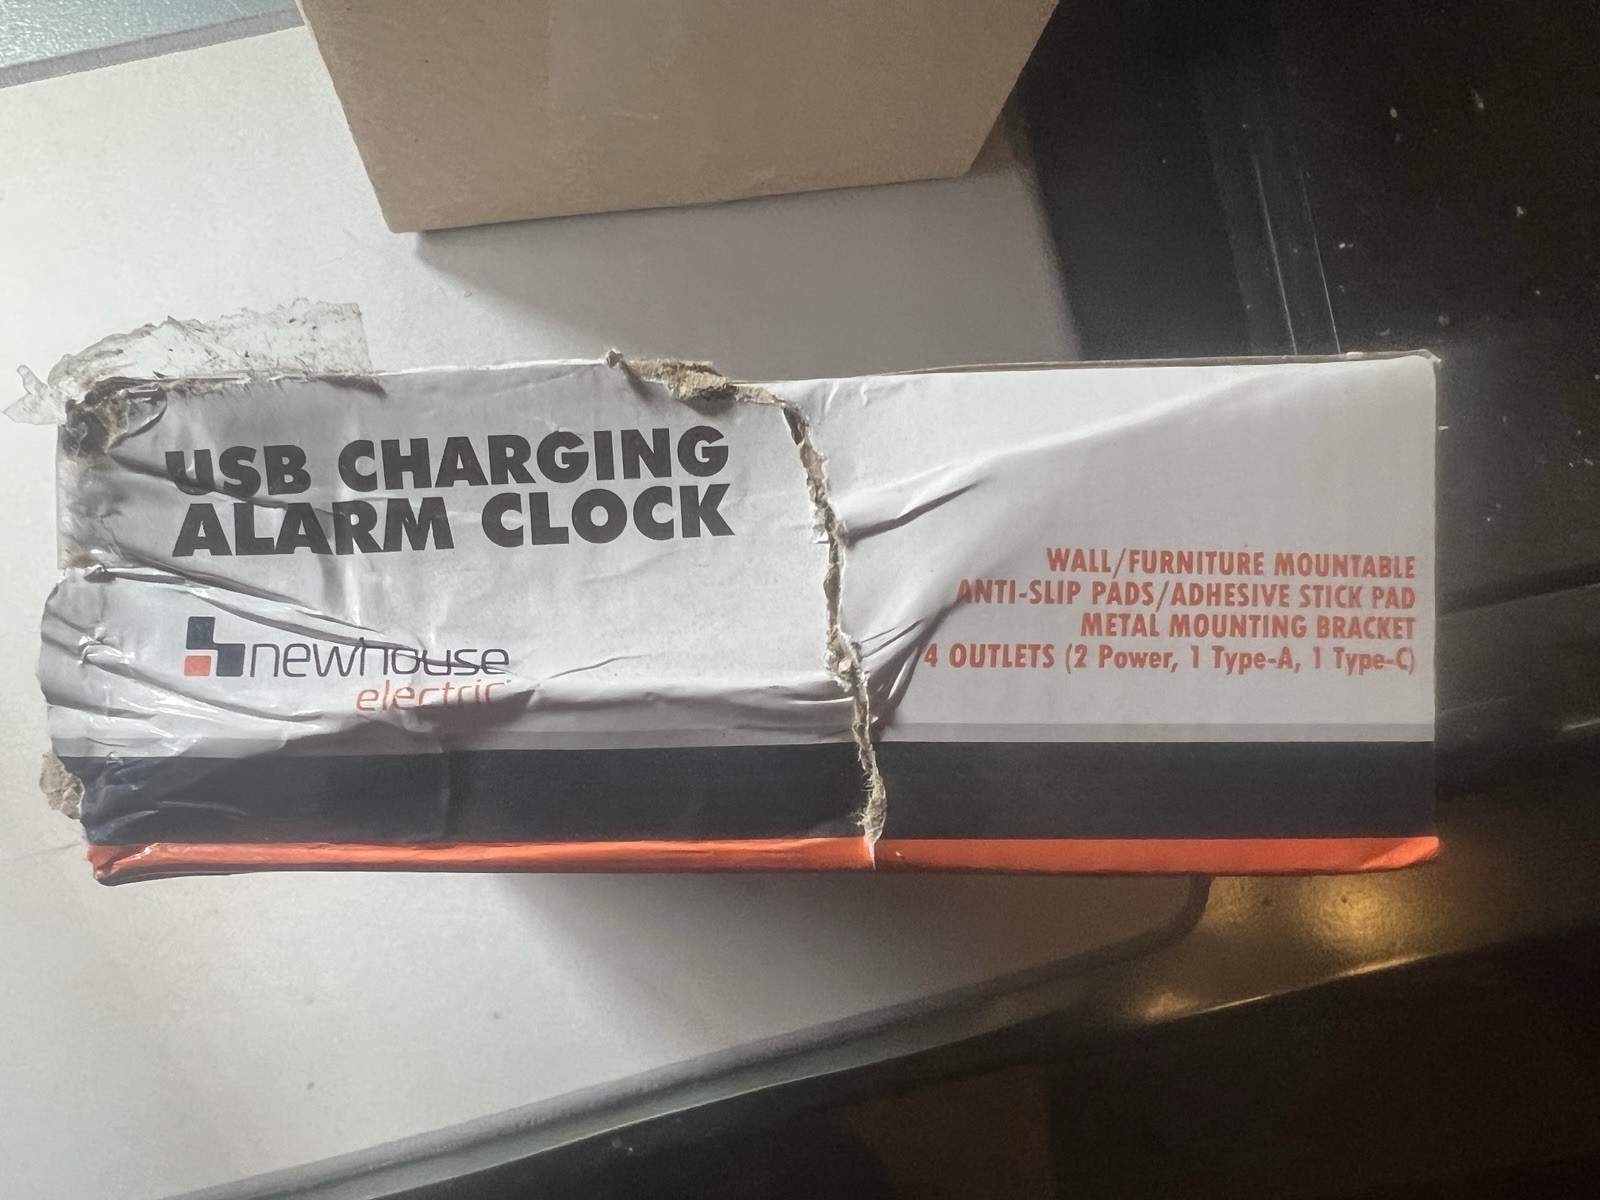 USB CHARGING
ALARM CLOCK
newhouse
electric
WALL/FURNITURE MOUNTABLE
ANTI-SLIP PADS/ADHESIVE STICK PAD
METAL MOUNTING BRACKET
4 OUTLETS (2 Power, 1 Type-A, 1 Type-C)